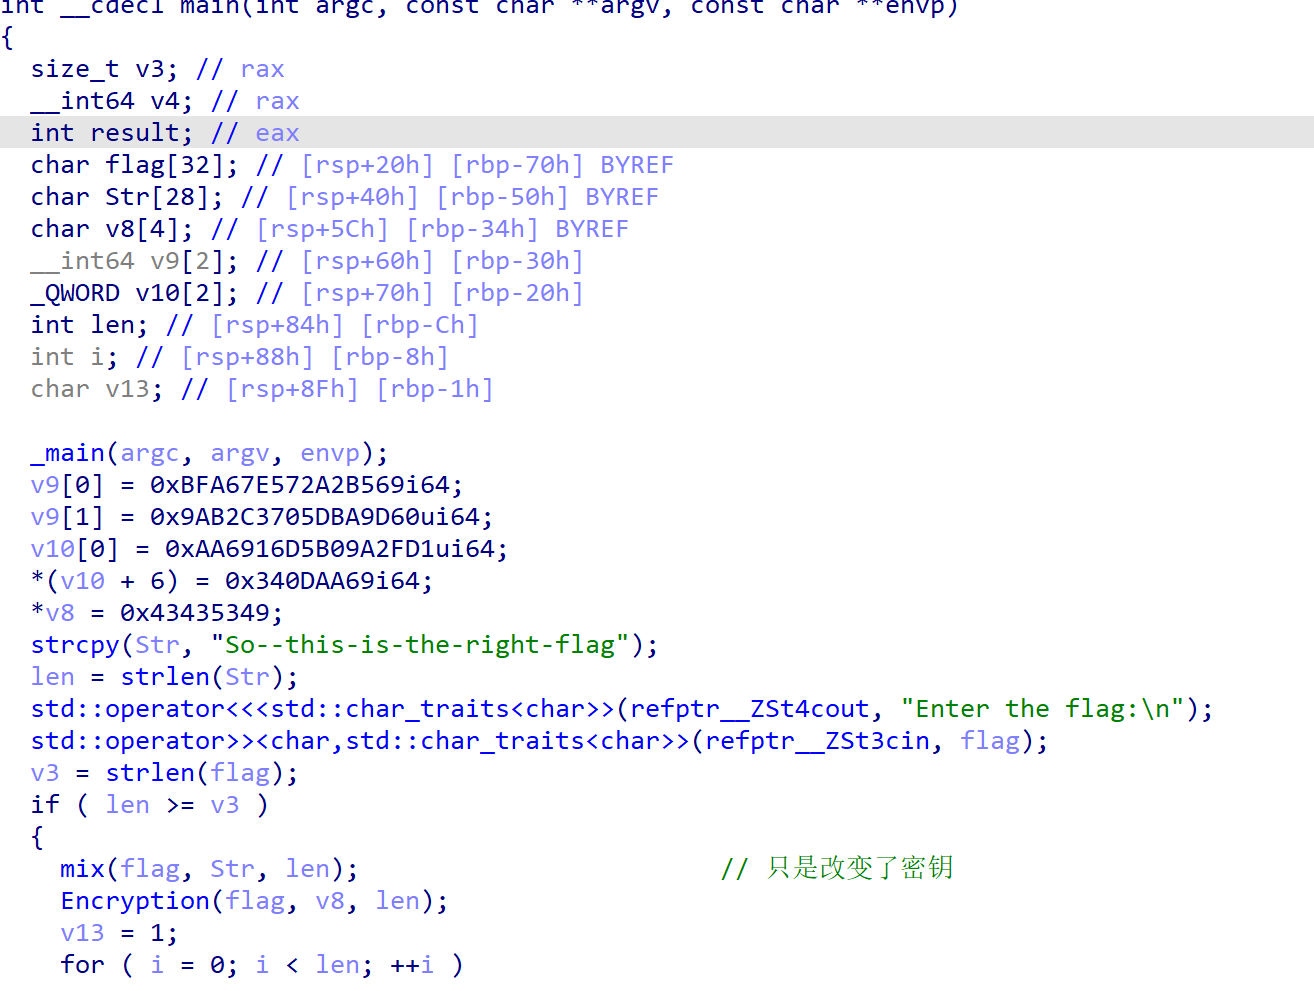 int __cdecl main(int argc, const char **argv, const char **envp)
{
  size_t v3; // rax
  __int64 v4; // rax
  int result; // eax
  char flag[32]; // [rsp+20h] [rbp-70h] BYREF
  char Str[28]; // [rsp+40h] [rbp-50h] BYREF
  char v8[4]; // [rsp+5Ch] [rbp-34h] BYREF
  __int64 v9[2]; // [rsp+60h] [rbp-30h]
  _QWORD v10[2]; // [rsp+70h] [rbp-20h]
  int len; // [rsp+84h] [rbp-Ch]
  int i; // [rsp+88h] [rbp-8h]
  char v13; // [rsp+8Fh] [rbp-1h]

  _main(argc, argv, envp);
  v9[0] = 0xBFA67E572A2B569i64;
  v9[1] = 0x9AB2C3705DBA9D60ui64;
  v10[0] = 0xAA6916D5B09A2FD1ui64;
  *(v10 + 6) = 0x340DAA69i64;
  *v8 = 0x43435349;
  strcpy(Str, "So--this-is-the-right-flag");
  len = strlen(Str);
  std::operator<<<std::char_traits<char>>(refptr__ZSt4cout, "Enter the flag:\n");
  std::operator>><char,std::char_traits<char>>(refptr__ZSt3cin, flag);
  v3 = strlen(flag);
  if ( len >= v3 )
  {
    mix(flag, Str, len);                        // 只是改变了密钥
    Encryption(flag, v8, len);
    v13 = 1;
    for ( i = 0; i < len; ++i )